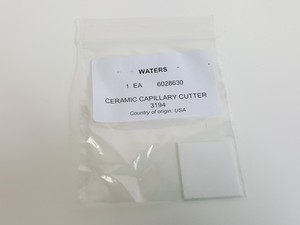 WATERS
1 EA 6028630
CERAMIC CAPILLARY CUTTER
3194
Country of origin: USA